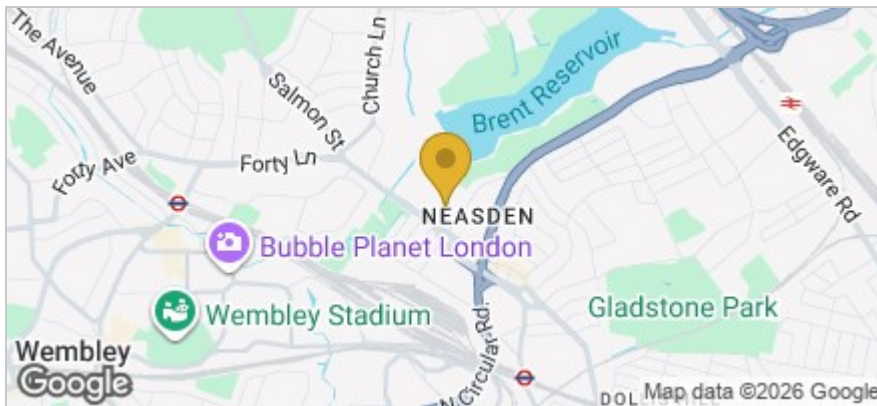 The Avenue
Church Ln
Salmon St
Brent Reservoir
Edgware Rd
Forty Ave
Forty Ln
NEASDEN
Bubble Planet London
Wembley Stadium
Gladstone Park
N Circular Rd.
Wembley
Google
Map data ©2026 Google